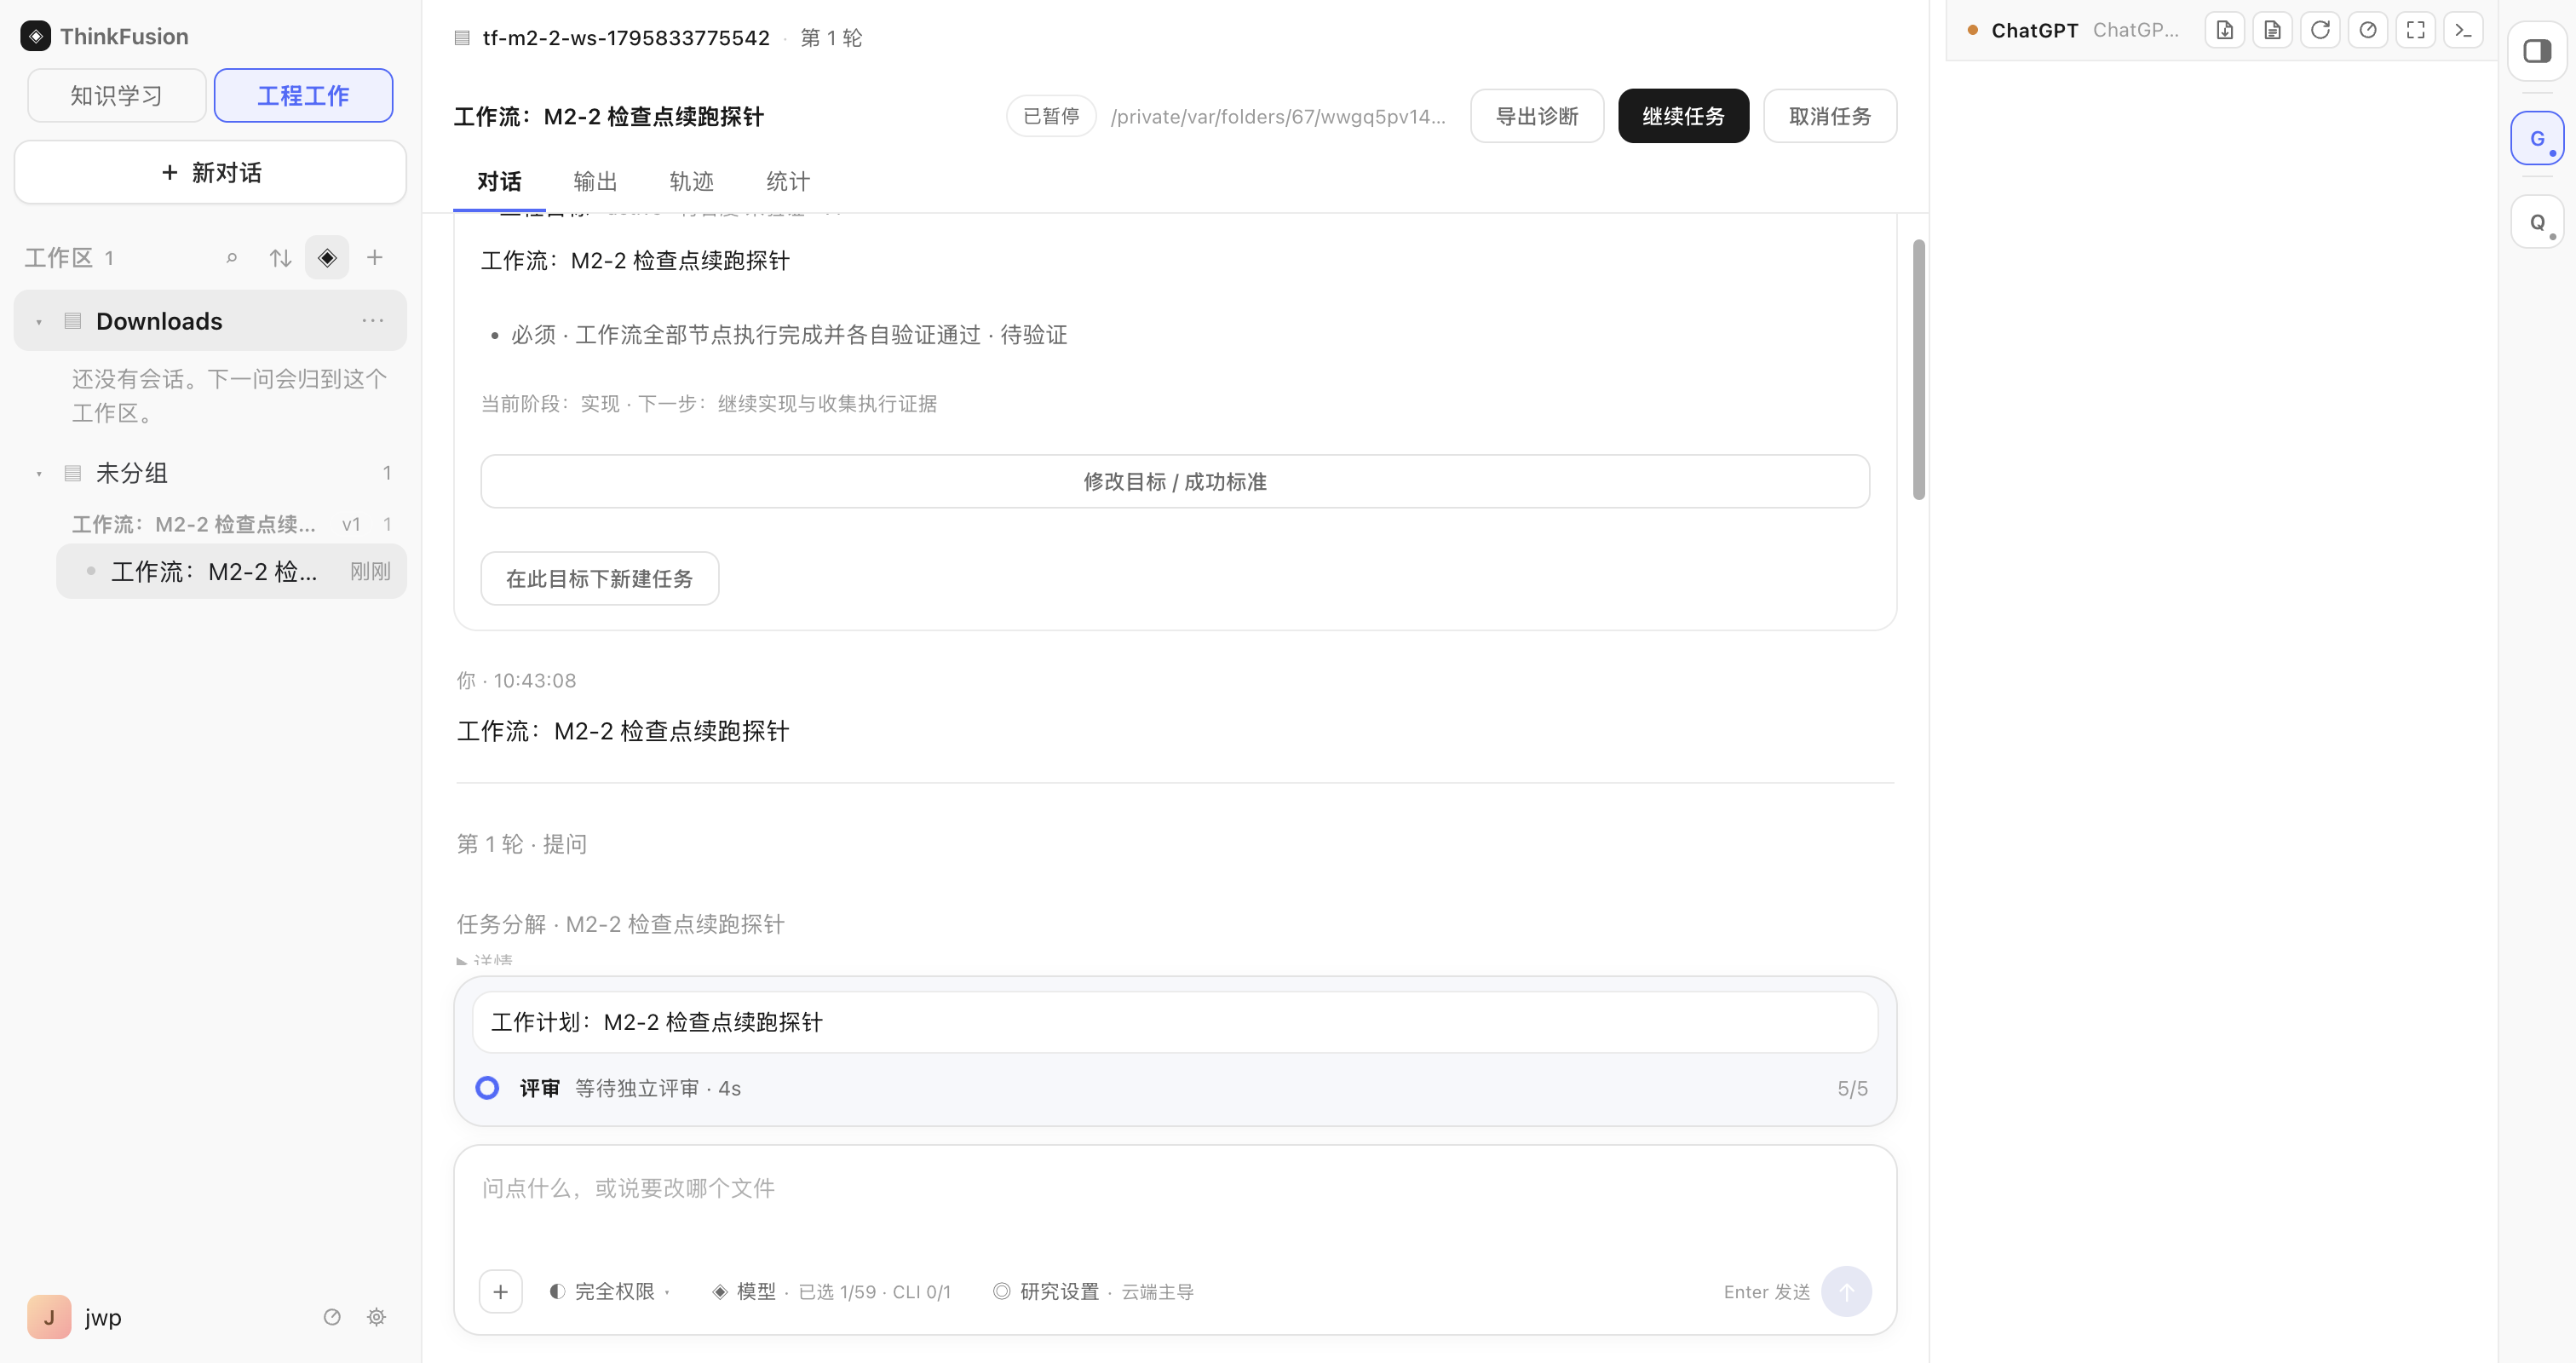 ThinkFusion
知识学习
工程工作
+ 新对话
工作区 1
Downloads
还没有会话。下一问会归到这个
工作区。
未分组 1
工作流：M2-2 检查点续... v1 1
工作流：M2-2 检... 刚刚
J jwp
tf-m2-2-ws-1795833775542 · 第 1 轮
工作流：M2-2 检查点续跑探针
已暂停
/private/var/folders/67/wwgq5pv14...
导出诊断
继续任务
取消任务
对话 输出 轨迹 统计
工作流：M2-2 检查点续跑探针
• 必须 · 工作流全部节点执行完成并各自验证通过 · 待验证
当前阶段：实现 · 下一步：继续实现与收集执行证据
修改目标 / 成功标准
在此目标下新建任务
你 · 10:43:08
工作流：M2-2 检查点续跑探针
第 1 轮 · 提问
任务分解 · M2-2 检查点续跑探针
详情
工作计划：M2-2 检查点续跑探针
评审 等待独立评审 · 4s 5/5
问点什么，或说要改哪个文件
完全权限
模型 · 已选 1/59 · CLI 0/1
研究设置 · 云端主导
Enter 发送
ChatGPT ChatGP...
G
Q